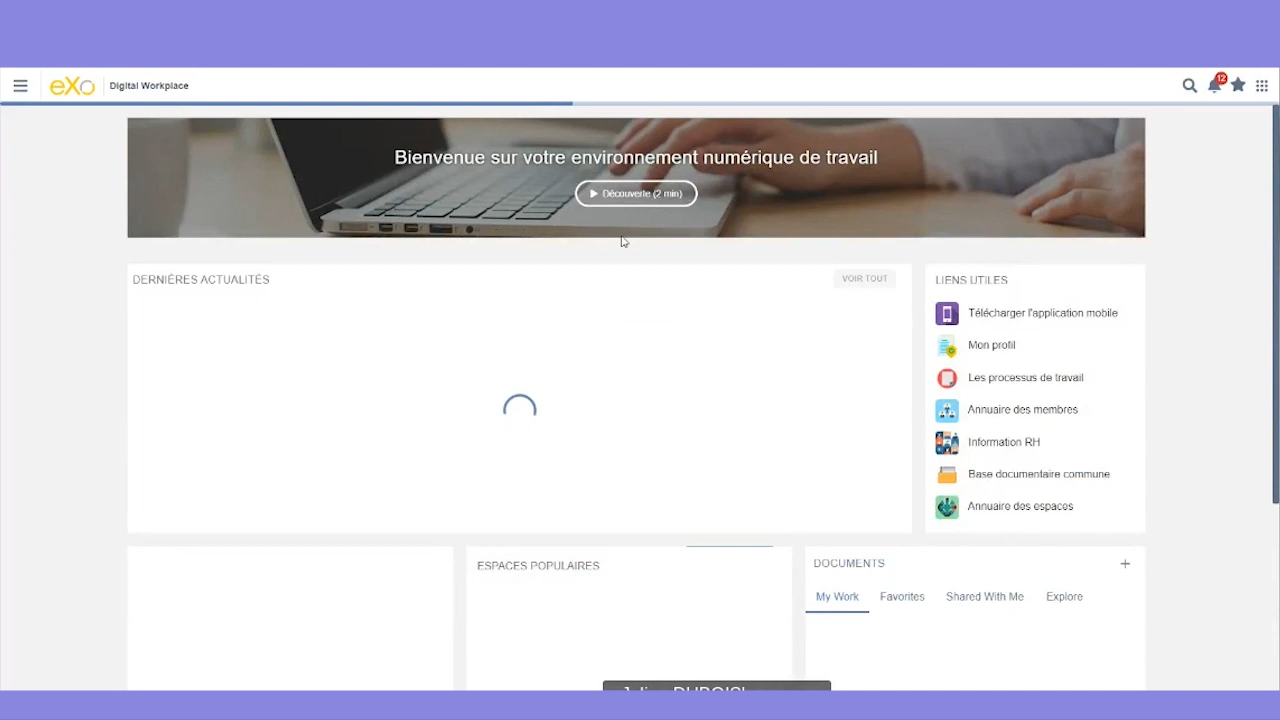 eXo
Digital Workplace
12
Bienvenue sur votre environnement numérique de travail
Découverte (2 min)
DERNIÈRES ACTUALITÉS
VOIR TOUT
LIENS UTILES
Télécharger l'application mobile
Mon profil
Les processus de travail
Annuaire des membres
Information RH
Base documentaire commune
Annuaire des espaces
ESPACES POPULAIRES
DOCUMENTS
My Work
Favorites
Shared With Me
Explore